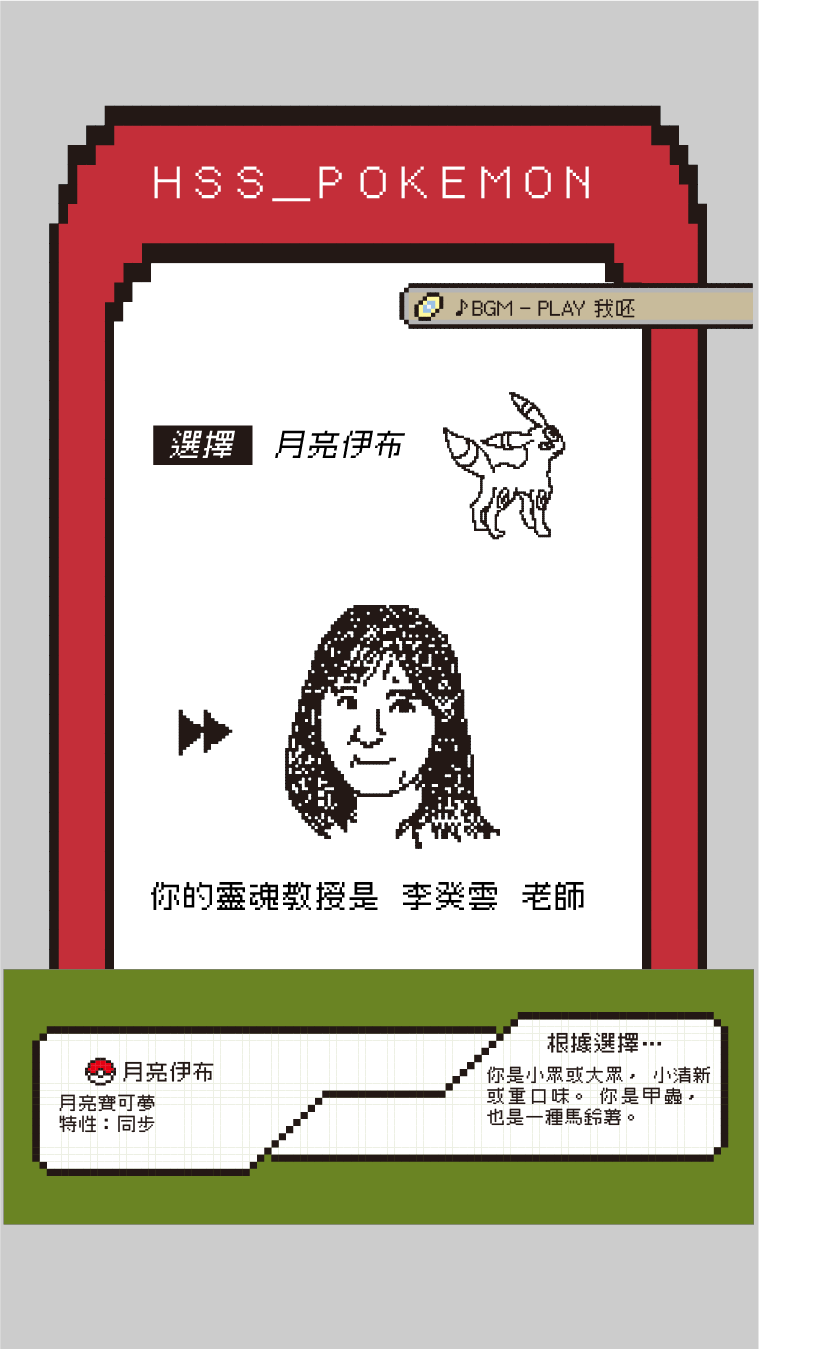 HSS_POKEMON
♪BGM - PLAY 我呸
選擇 月亮伊布
你的靈魂教授是 李癸雲 老師
月亮伊布
月亮寶可夢
特性：同步
根據選擇…
你是小眾或大眾， 小清新
或重口味。 你是甲蟲，
也是一種馬鈴薯。